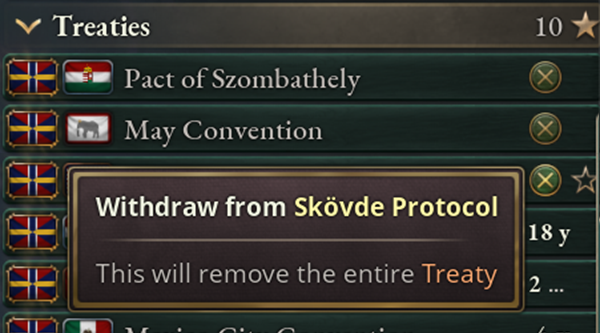 Treaties 10
Pact of Szombathely
May Convention
Withdraw from Skövde Protocol
18 y
This will remove the entire Treaty
2 ...